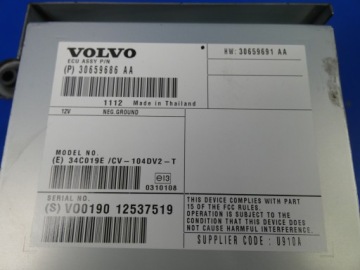 VOLVO
ECU ASSY P/N
(P) 30659686 AA
HW: 30659691 AA
1112 Made in Thailand
12V NEG.GROUND
MODEL NO.
(E) 34C019E /CV-104DV2-T
e13
0310108
SERIAL NO.
(S) VO0190 12537519
THIS DEVICE COMPLIES WITH PART
15 OF THE FCC RULES.
OPERATION IS SUBJECT TO THE
CONDITION THAT THIS DEVICE DOES
NOT CAUSE HARMFUL INTERFERENCE.
SUPPLIER CODE : U910A